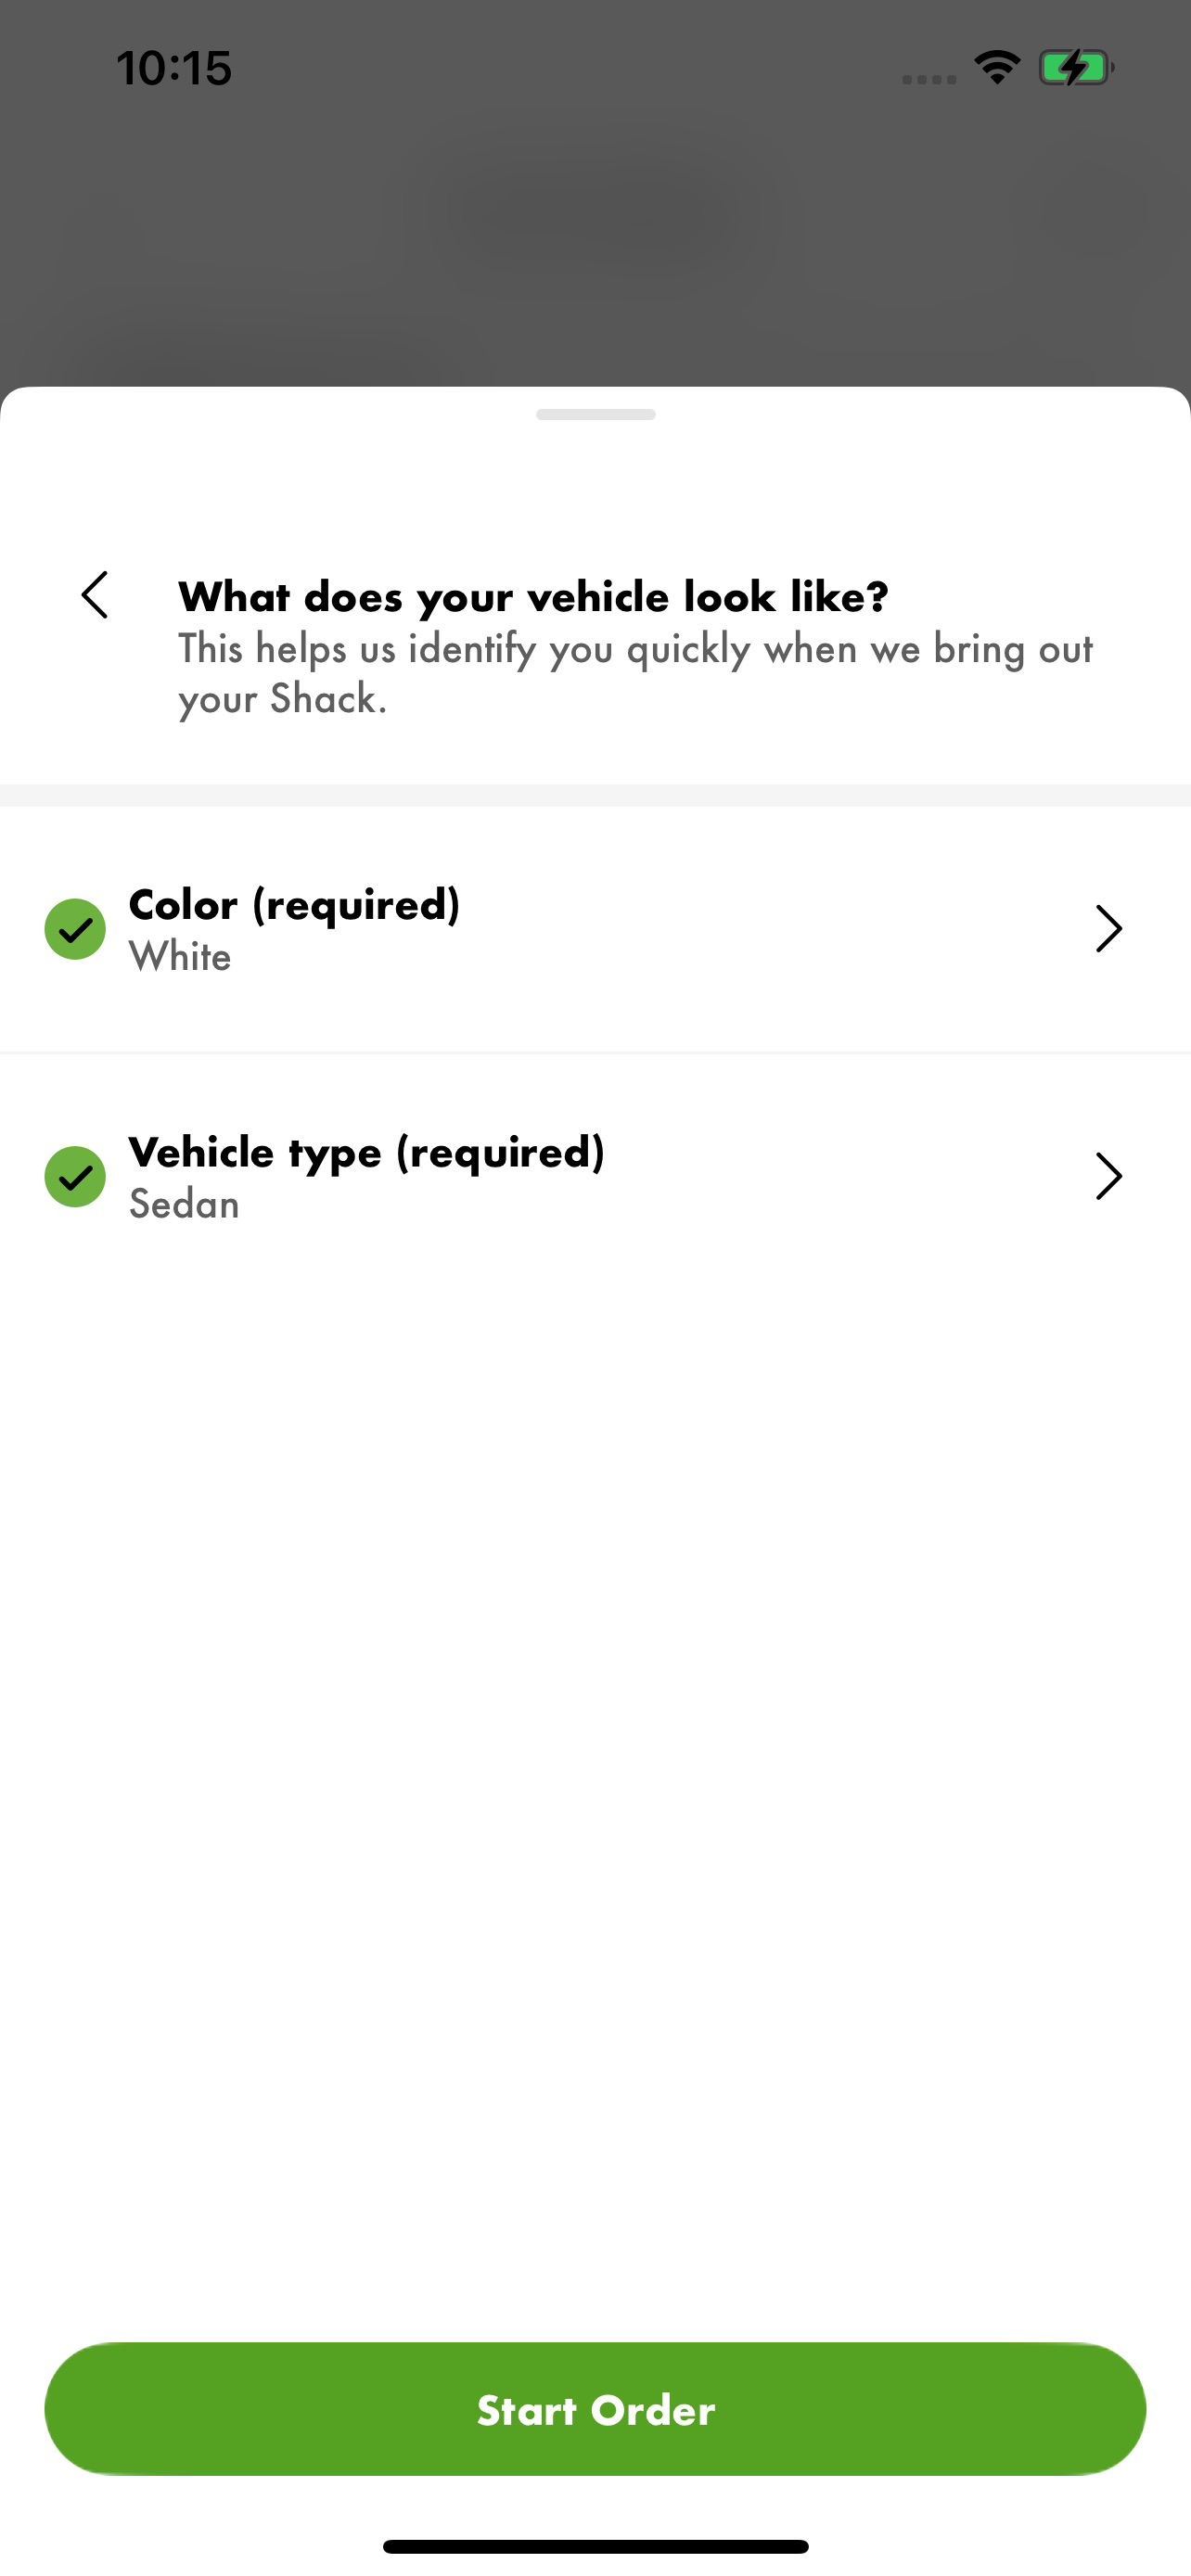 10:15
What does your vehicle look like?
This helps us identify you quickly when we bring out
your Shack.
Color (required)
White
Vehicle type (required)
Sedan
Start Order